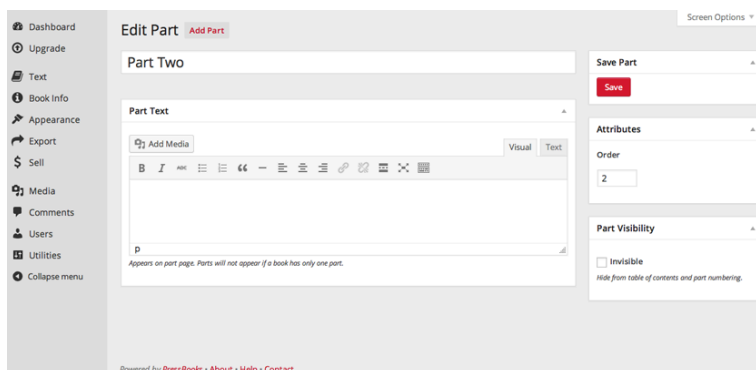 Screen Options
Dashboard
Upgrade
Text
Book Info
Appearance
Export
Sell
Media
Comments
Users
Utilities
Collapse menu
Edit Part Add Part
Part Two
Part Text
Add Media
Visual Text
B I ABC
p
Appears on part page. Parts will not appear if a book has only one part.
Save Part
Save
Attributes
Order
2
Part Visibility
Invisible
Hide from table of contents and part numbering.
Powered by PressBooks • About • Help • Contact